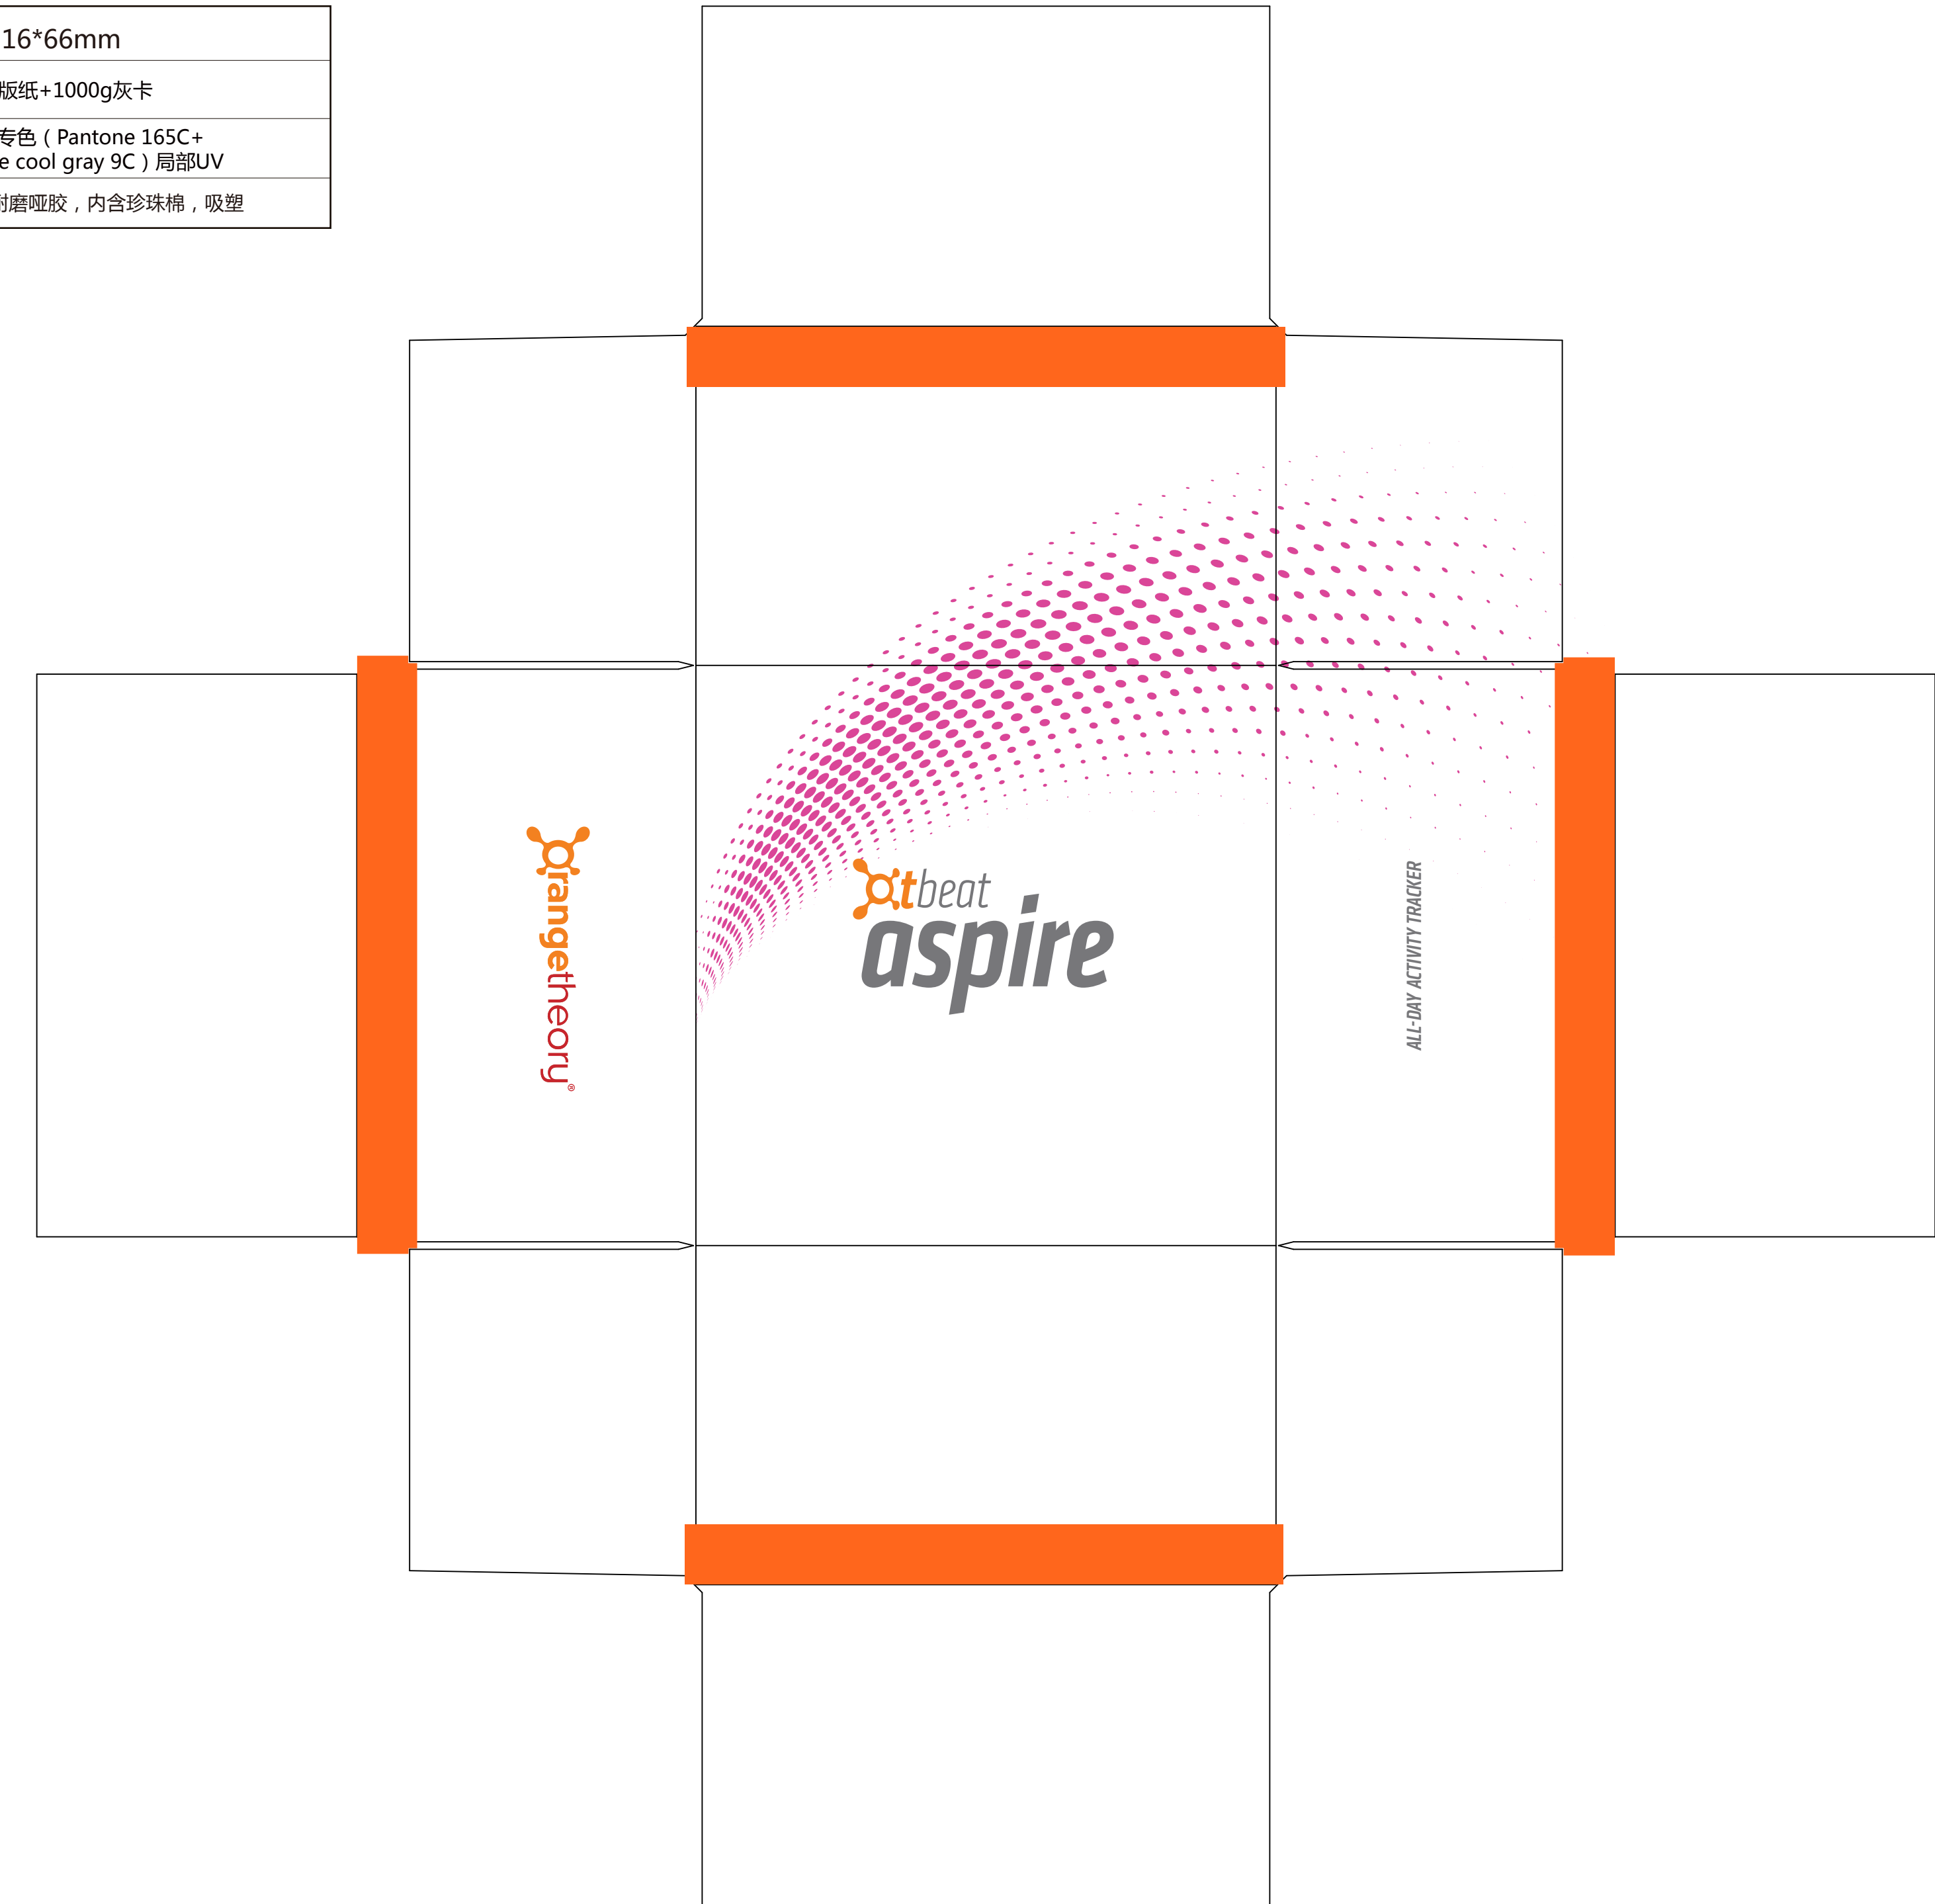 16*66mm
版纸+1000g灰卡
专色（Pantone 165C+
e cool gray 9C）局部UV
耐磨哑胶，内含珍珠棉，吸塑
otbeat
aspire
orangetheory®
ALL-DAY ACTIVITY TRACKER